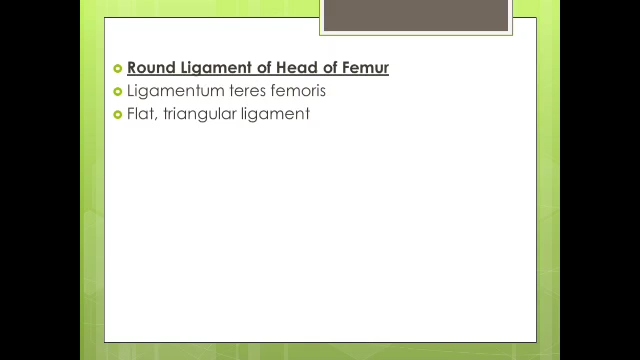 Round Ligament of Head of Femur
Ligamentum teres femoris
Flat, triangular ligament